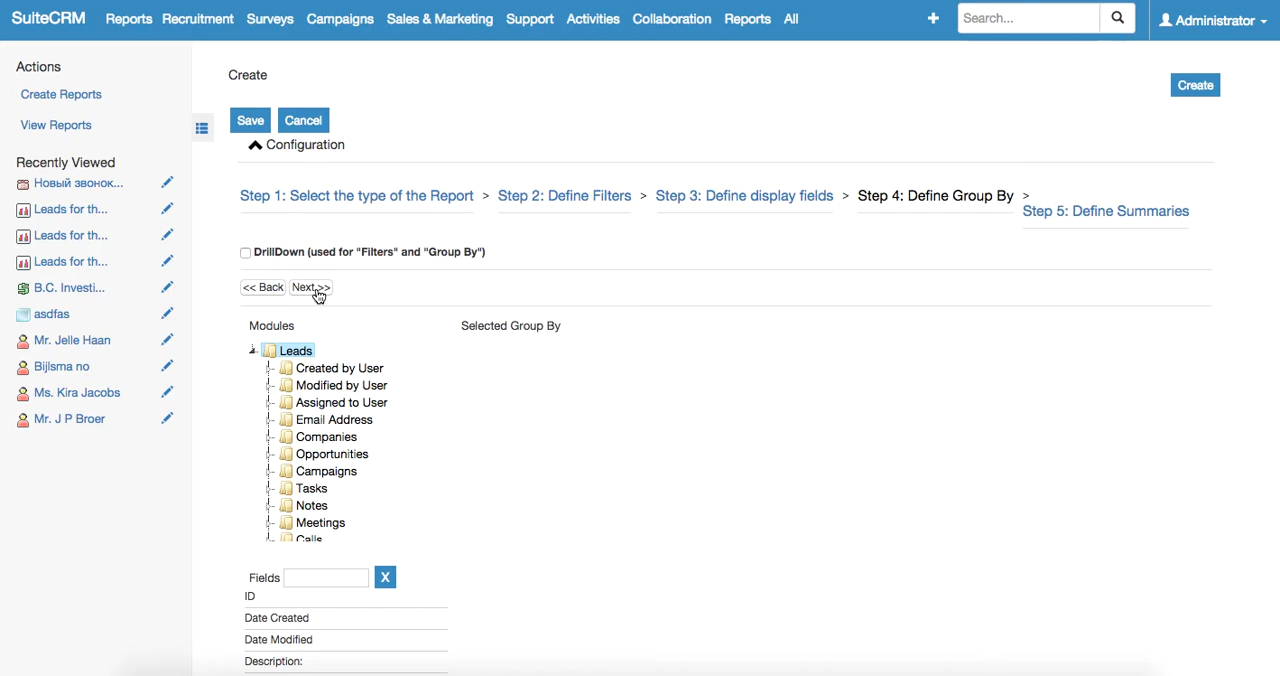 SuiteCRM Reports Recruitment Surveys Campaigns Sales & Marketing Support Activities Collaboration Reports All + Search... Administrator
Actions
Create Reports
View Reports
Recently Viewed
Новый звонок...
Leads for th...
Leads for th...
Leads for th...
B.C. Investi...
asdfas
Mr. Jelle Haan
Bijlsma no
Ms. Kira Jacobs
Mr. J P Broer
Create
Create
Save Cancel
Configuration
Step 1: Select the type of the Report > Step 2: Define Filters > Step 3: Define display fields > Step 4: Define Group By >
Step 5: Define Summaries
DrillDown (used for "Filters" and "Group By")
<< Back Next >>
Modules Selected Group By
Leads
Created by User
Modified by User
Assigned to User
Email Address
Companies
Opportunities
Campaigns
Tasks
Notes
Meetings
Calls
Fields X
ID
Date Created
Date Modified
Description: